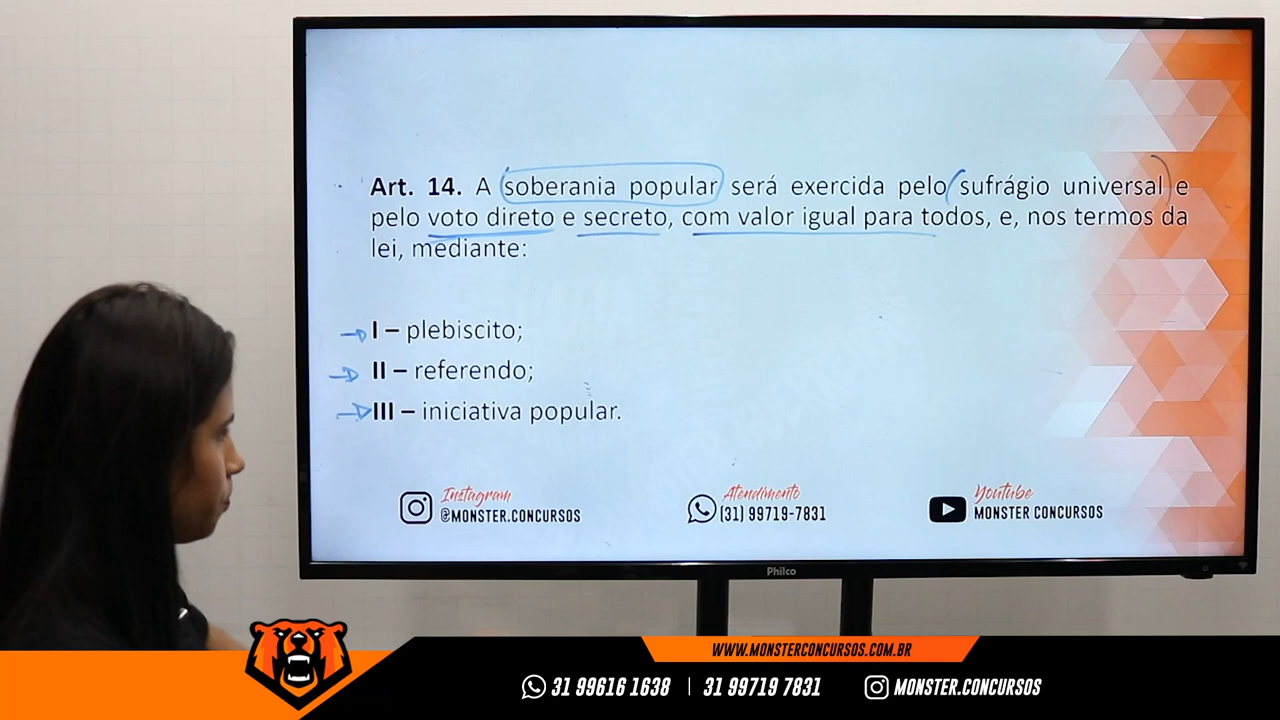 Art. 14. A soberania popular será exercida pelo sufrágio universal e
pelo voto direto e secreto, com valor igual para todos, e, nos termos da
lei, mediante:
I – plebiscito;
II – referendo;
III – iniciativa popular.
Instagram
@MONSTER.CONCURSOS
Atendimento
(31) 99719-7831
Youtube
MONSTER CONCURSOS
Philco
WWW.MONSTERCONCURSOS.COM.BR
31 99616 1638 | 31 99719 7831 MONSTER.CONCURSOS